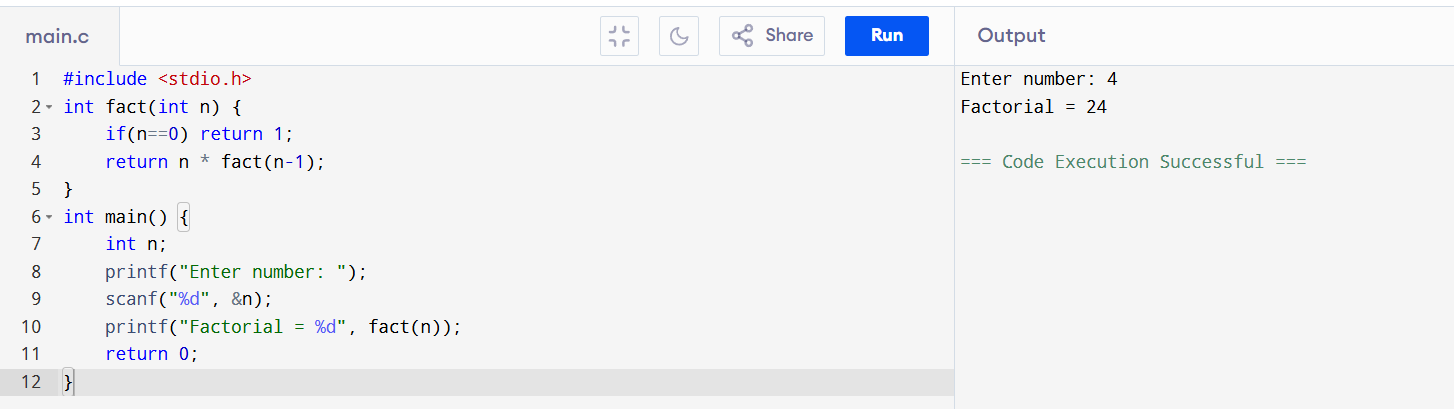 main.c
Share
Run
Output
1 #include <stdio.h>
2 int fact(int n) {
3     if(n==0) return 1;
4     return n * fact(n-1);
5 }
6 int main() {
7     int n;
8     printf("Enter number: ");
9     scanf("%d", &n);
10     printf("Factorial = %d", fact(n));
11     return 0;
12 }
Enter number: 4
Factorial = 24
=== Code Execution Successful ===